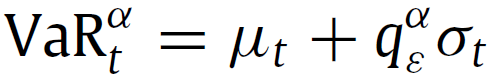 VaR_t^α = μ_t + q_ε^α σ_t